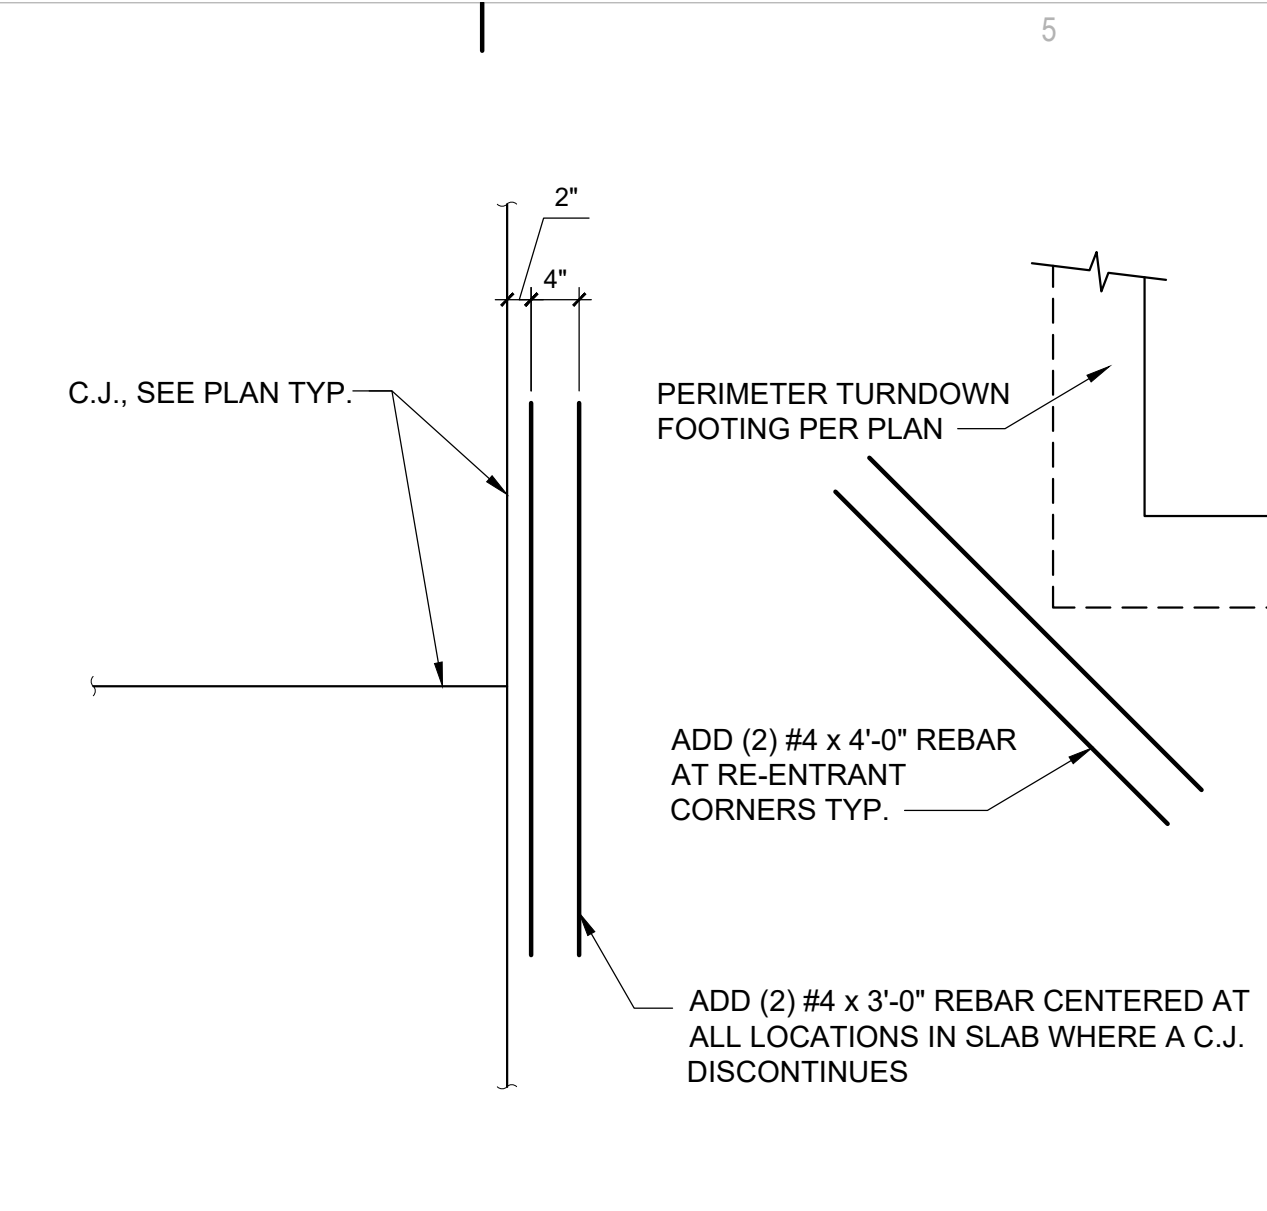 5
2"
4"
C.J., SEE PLAN TYP.
PERIMETER TURNDOWN
FOOTING PER PLAN
ADD (2) #4 x 4'-0" REBAR
AT RE-ENTRANT
CORNERS TYP.
ADD (2) #4 x 3'-0" REBAR CENTERED AT
ALL LOCATIONS IN SLAB WHERE A C.J.
DISCONTINUES